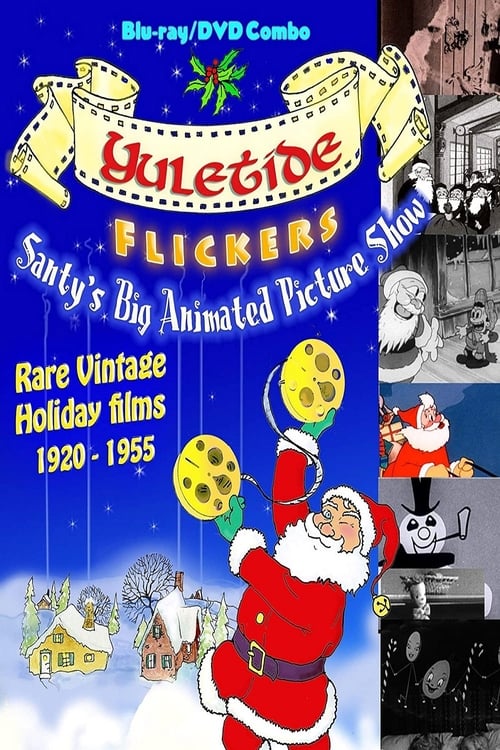 Blu-ray/DVD Combo
Yuletide
FLICKERS
Santy's Big Animated Picture Show
Rare Vintage
Holiday films
1920 - 1955